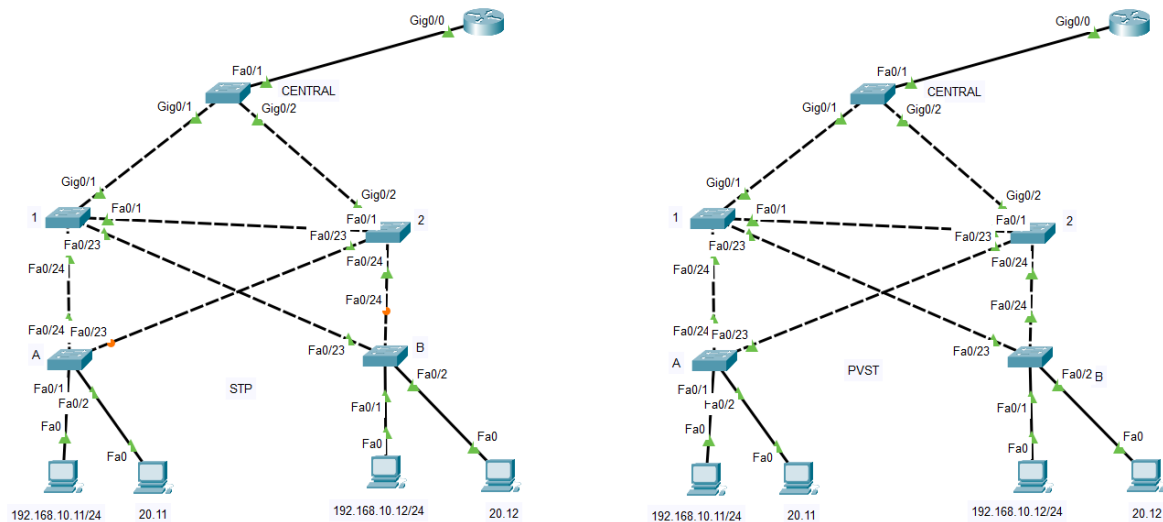 Gig0/0
Fa0/1
CENTRAL
Gig0/1
Gig0/2
Gig0/1
Gig0/2
1
Fa0/1
Fa0/1
2
Fa0/23
Fa0/23
Fa0/24
Fa0/24
Fa0/24
Fa0/24
Fa0/23
A
Fa0/23
B
Fa0/1
Fa0/2
Fa0/2
STP
Fa0/1
Fa0
Fa0
Fa0
Fa0
192.168.10.11/24
20.11
192.168.10.12/24
20.12
Gig0/0
Fa0/1
CENTRAL
Gig0/1
Gig0/2
Gig0/1
Gig0/2
1
Fa0/1
Fa0/1
2
Fa0/23
Fa0/23
Fa0/24
Fa0/24
Fa0/24
Fa0/24
Fa0/23
A
Fa0/23
PVST
Fa0/1
Fa0/2
Fa0/2
B
Fa0/1
Fa0
Fa0
Fa0
Fa0
192.168.10.11/24
20.11
192.168.10.12/24
20.12